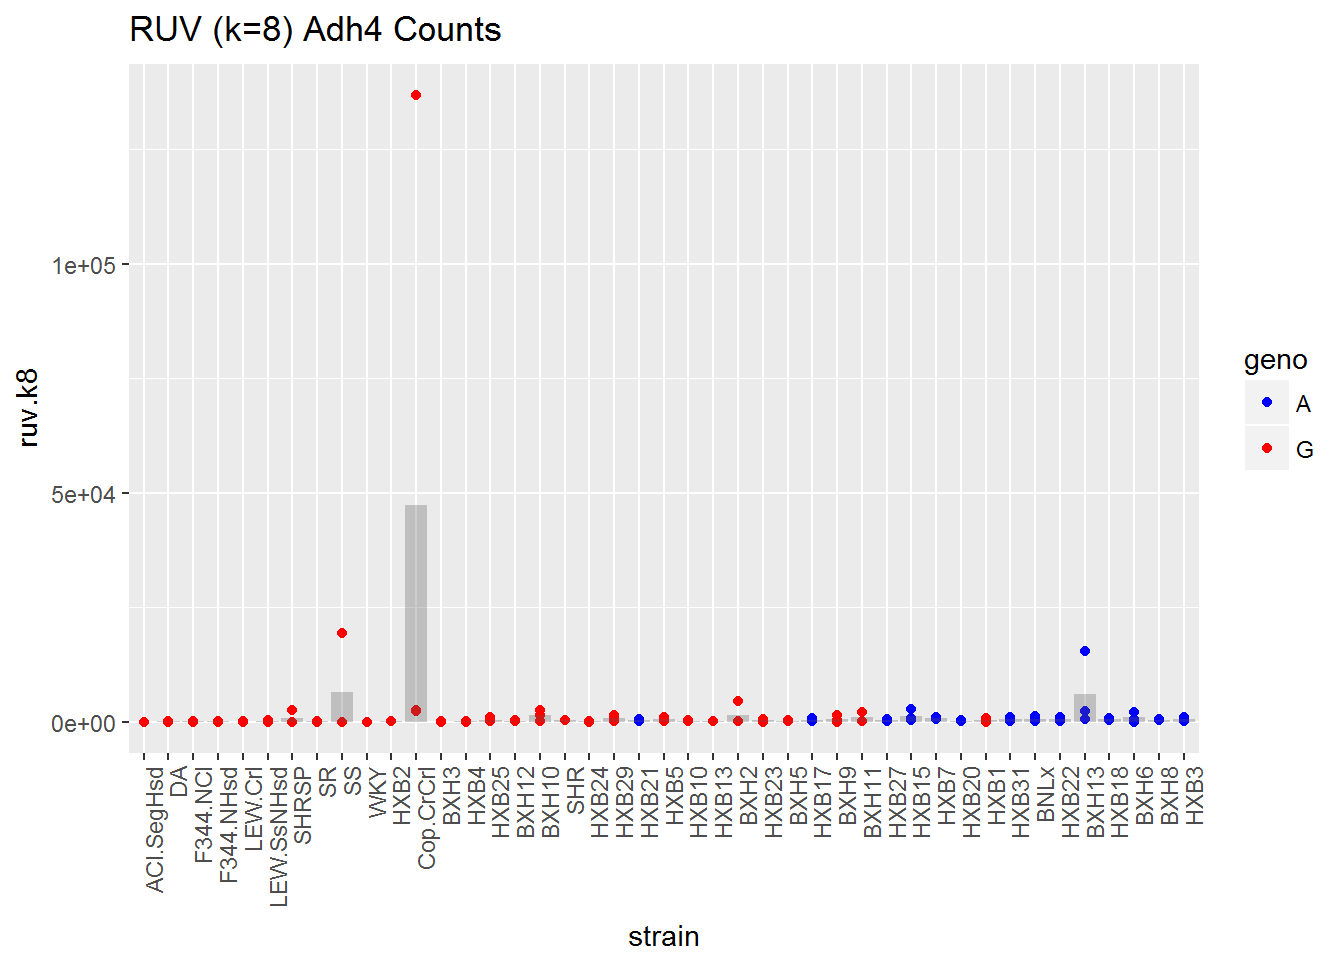 RUV (k=8) Adh4 Counts
ruv.k8
1e+05
5e+04
0e+00
ACI.SegHsd
DA
F344.NCI
F344.NHsd
LEW.Crl
LEW.SsNHsd
SHRSP
SR
SS
WKY
HXB2
Cop.CrCrl
BXH3
HXB4
HXB25
BXH12
BXH10
SHR
HXB24
HXB29
HXB21
HXB5
HXB10
HXB13
BXH2
HXB23
BXH5
HXB17
BXH9
BXH11
HXB27
HXB15
HXB7
HXB20
HXB1
HXB31
BNLx
HXB22
BXH13
HXB18
BXH6
BXH8
HXB3
strain
geno
A
G